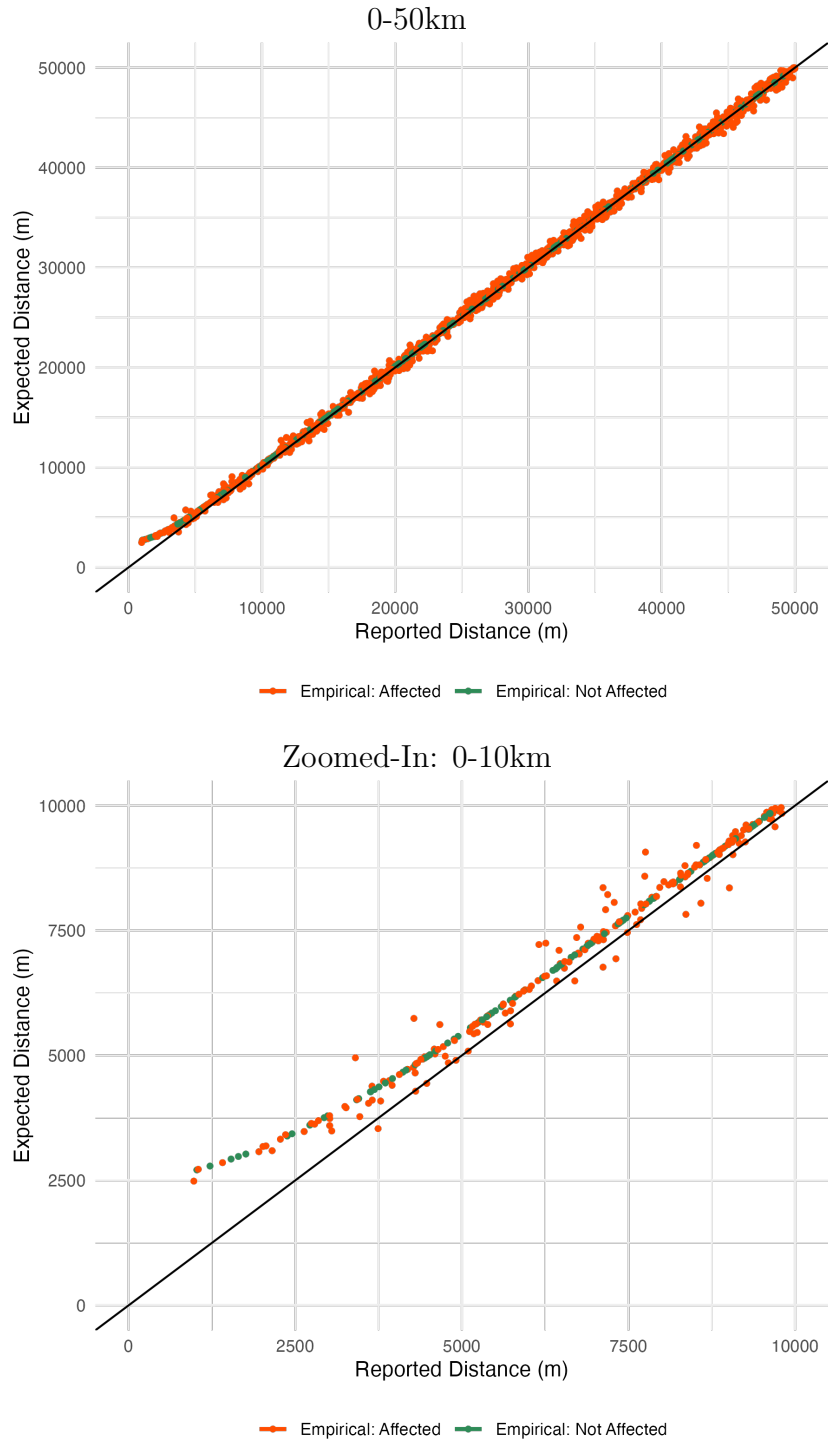 0-50km
50000
40000
30000
20000
10000
0
Expected Distance (m)
0 10000 20000 30000 40000 50000
Reported Distance (m)
Empirical: Affected Empirical: Not Affected
Zoomed-In: 0-10km
10000
7500
5000
2500
0
Expected Distance (m)
0 2500 5000 7500 10000
Reported Distance (m)
Empirical: Affected Empirical: Not Affected